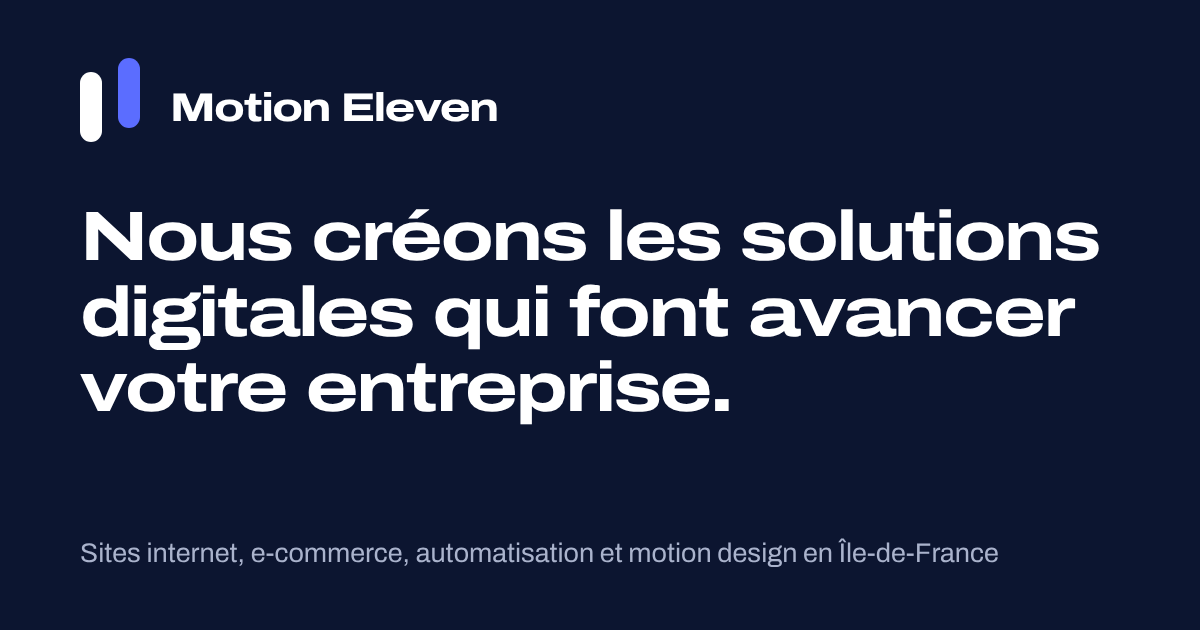 Motion Eleven
Nous créons les solutions
digitales qui font avancer
votre entreprise.
Sites internet, e-commerce, automatisation et motion design en Île-de-France